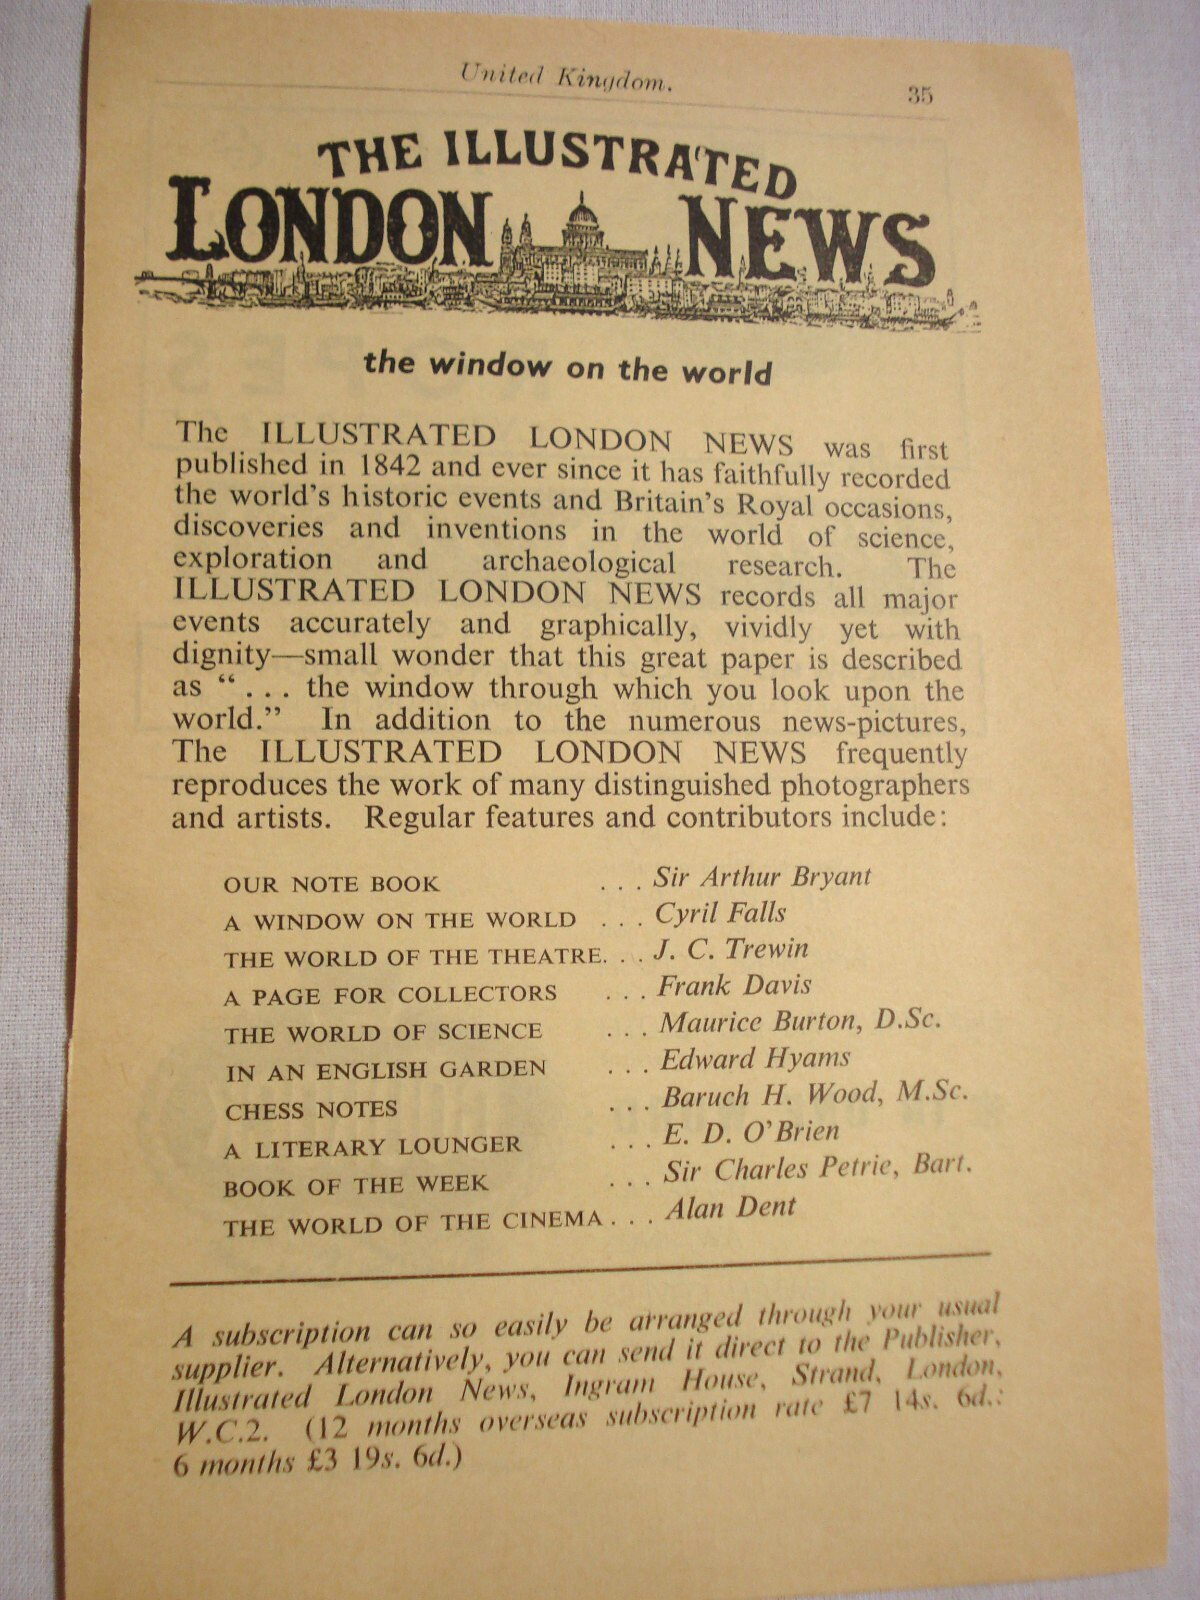 United Kingdom.
35
THE ILLUSTRATED
LONDON NEWS
the window on the world
The ILLUSTRATED LONDON NEWS was first
published in 1842 and ever since it has faithfully recorded
the world's historic events and Britain's Royal occasions,
discoveries and inventions in the world of science,
exploration and archaeological research. The
ILLUSTRATED LONDON NEWS records all major
events accurately and graphically, vividly yet with
dignity—small wonder that this great paper is described
as “... the window through which you look upon the
world.” In addition to the numerous news-pictures,
The ILLUSTRATED LONDON NEWS frequently
reproduces the work of many distinguished photographers
and artists. Regular features and contributors include:
OUR NOTE BOOK ... Sir Arthur Bryant
A WINDOW ON THE WORLD ... Cyril Falls
THE WORLD OF THE THEATRE... J. C. Trewin
A PAGE FOR COLLECTORS ... Frank Davis
THE WORLD OF SCIENCE ... Maurice Burton, D.Sc.
IN AN ENGLISH GARDEN ... Edward Hyams
CHESS NOTES ... Baruch H. Wood, M.Sc.
A LITERARY LOUNGER ... E. D. O'Brien
BOOK OF THE WEEK ... Sir Charles Petrie, Bart.
THE WORLD OF THE CINEMA... Alan Dent
A subscription can so easily be arranged through your usual
supplier. Alternatively, you can send it direct to the Publisher,
Illustrated London News, Ingram House, Strand, London,
W.C.2. (12 months overseas subscription rate £7 14s. 6d.:
6 months £3 19s. 6d.)